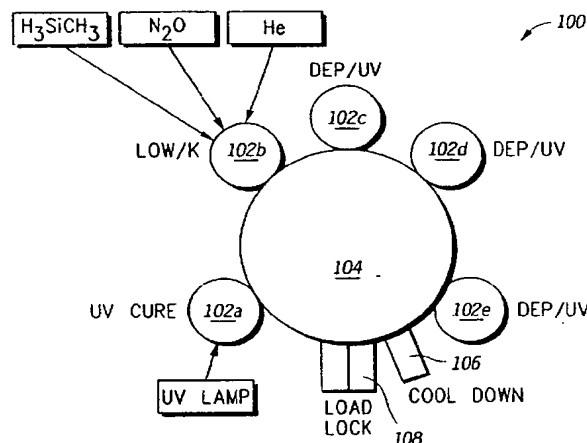 H3SiCH3
N2O
He
100
DEP/UV
102c
LOW/K
102b
102d
DEP/UV
104
UV CURE
102a
102e
DEP/UV
UV LAMP
LOAD
LOCK
108
106
COOL DOWN